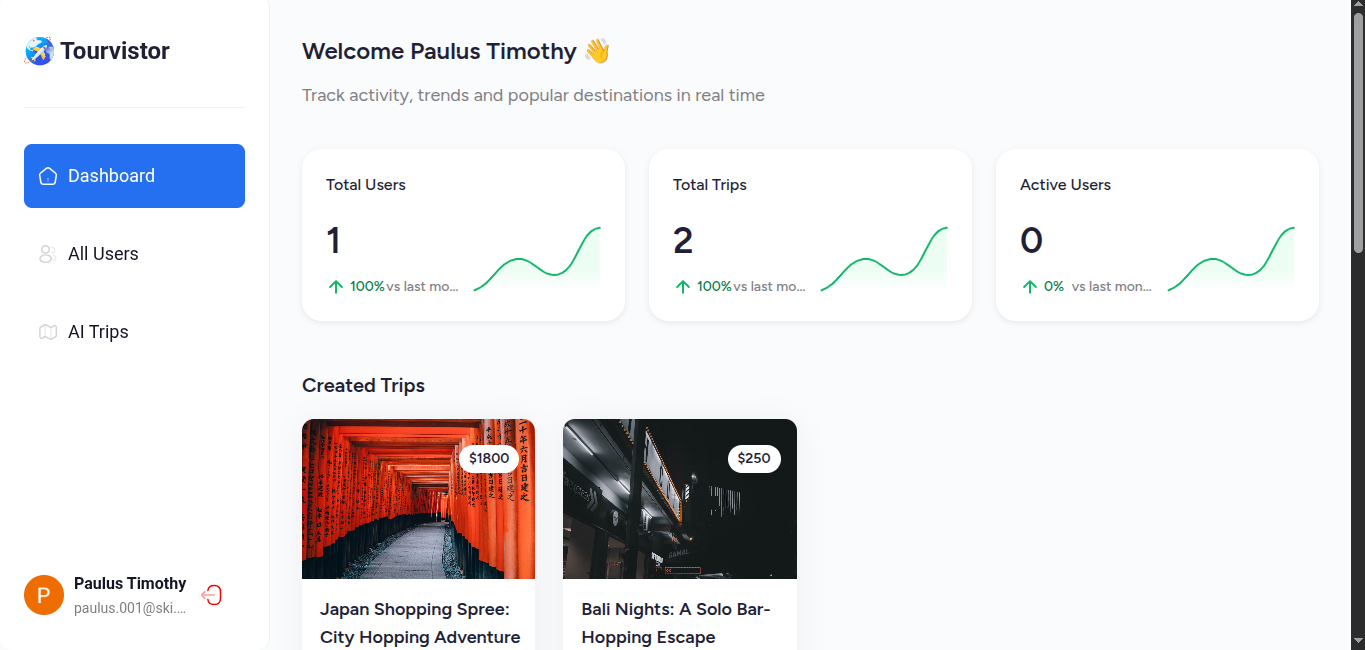 Tourvistor
Dashboard
All Users
AI Trips
Paulus Timothy
paulus.001@ski....
Welcome Paulus Timothy 👋
Track activity, trends and popular destinations in real time
Total Users
1
100% vs last mo...
Total Trips
2
100% vs last mo...
Active Users
0
0% vs last mon...
Created Trips
$1800
$250
Japan Shopping Spree:
City Hopping Adventure
Bali Nights: A Solo Bar-
Hopping Escape
P